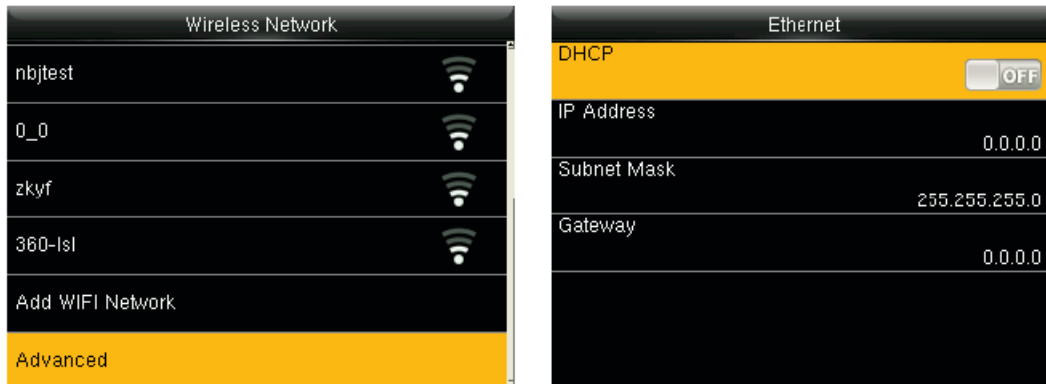 Wireless Network
nbjtest
0_0
zkyf
360-lsl
Add WIFI Network
Advanced
Ethernet
DHCP
OFF
IP Address
0.0.0.0
Subnet Mask
255.255.255.0
Gateway
0.0.0.0